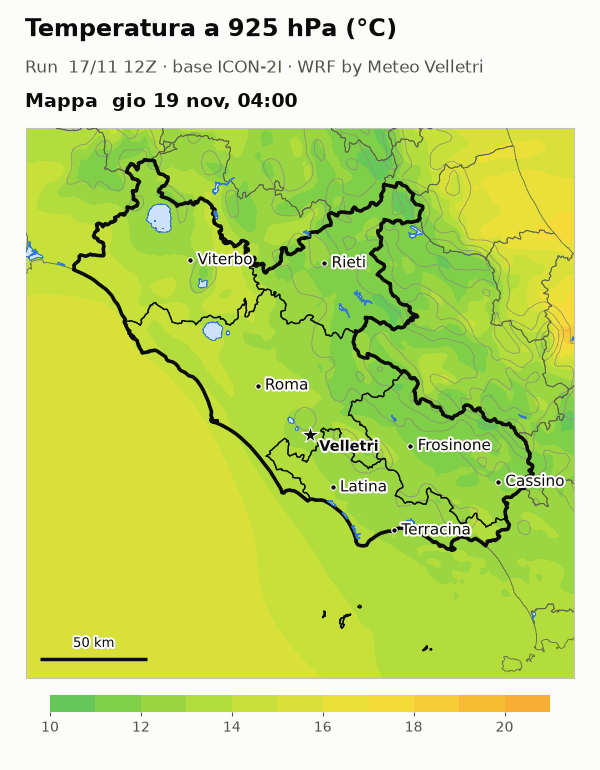 Temperatura a 925 hPa (°C)
Run  17/11 12Z · base ICON-2I · WRF by Meteo Velletri
Mappa  gio 19 nov, 04:00
Viterbo
Rieti
Roma
Velletri
Frosinone
Latina
Cassino
Terracina
50 km
10 12 14 16 18 20